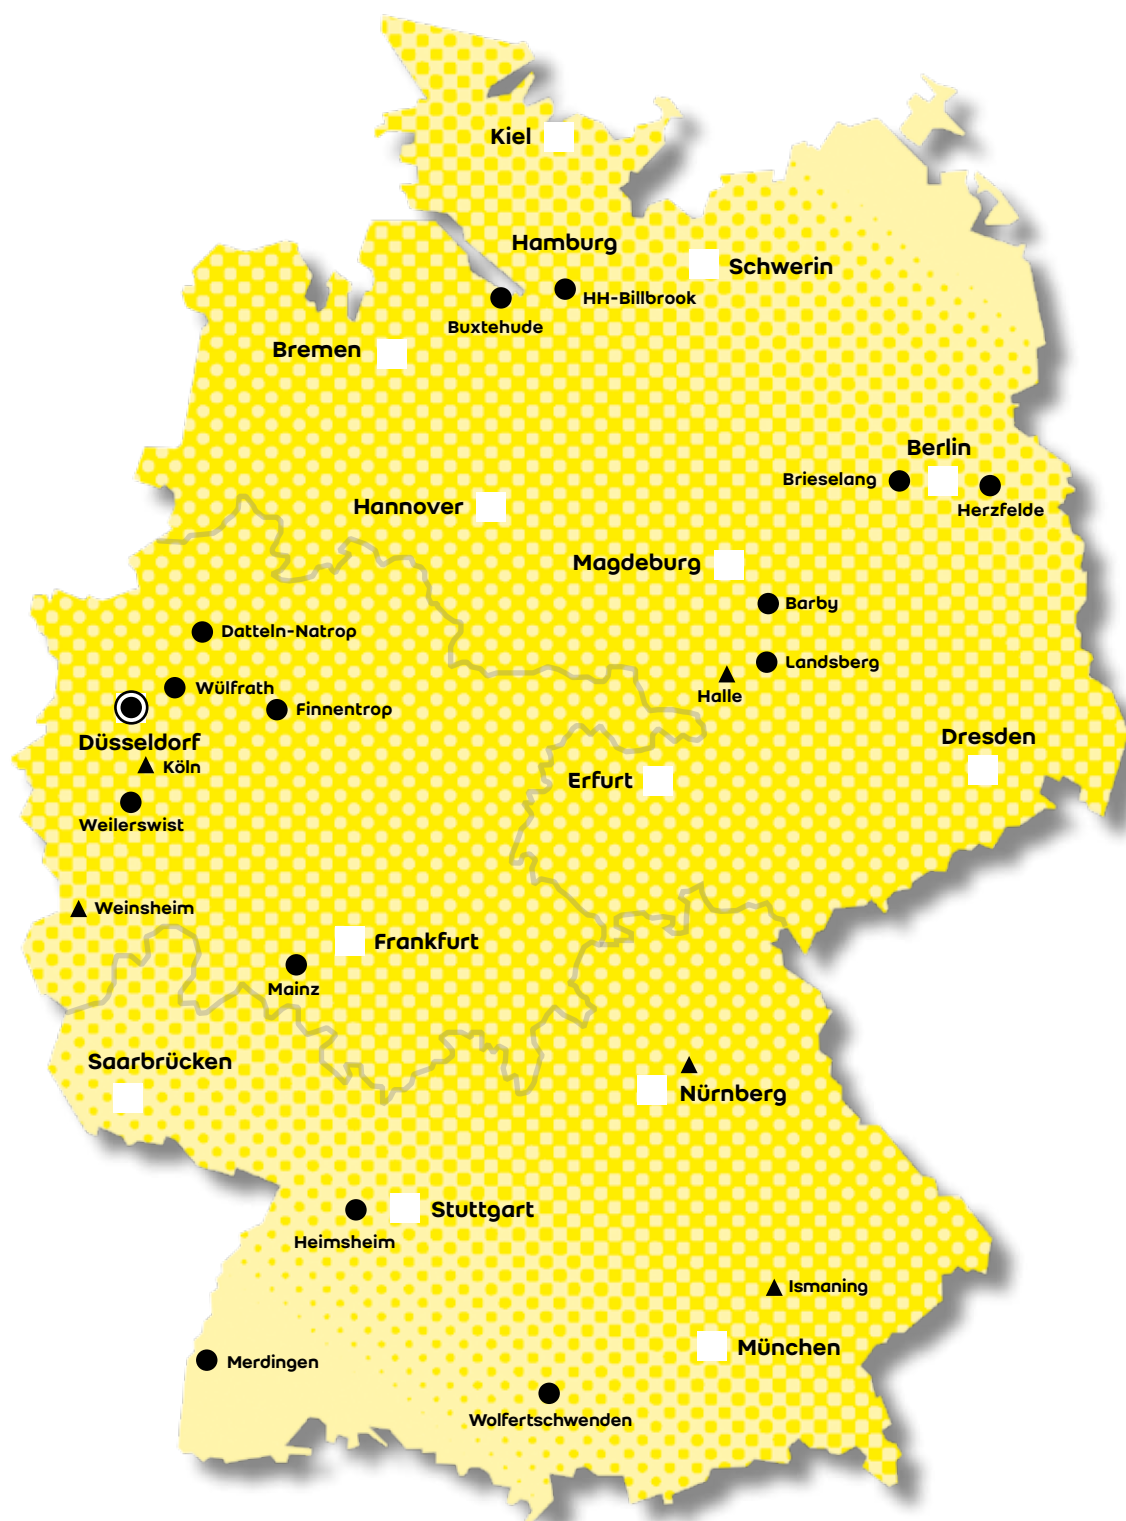 Kiel
Hamburg
Schwerin
HH-Billbrook
Buxtehude
Bremen
Berlin
Brieselang
Hannover
Herzfelde
Magdeburg
Barby
Datteln-Natrop
Landsberg
Wülfrath
Halle
Finnentrop
Düsseldorf
Dresden
Köln
Erfurt
Weilerswist
Weinsheim
Frankfurt
Mainz
Saarbrücken
Nürnberg
Stuttgart
Heimsheim
Ismaning
München
Merdingen
Wolfertschwenden